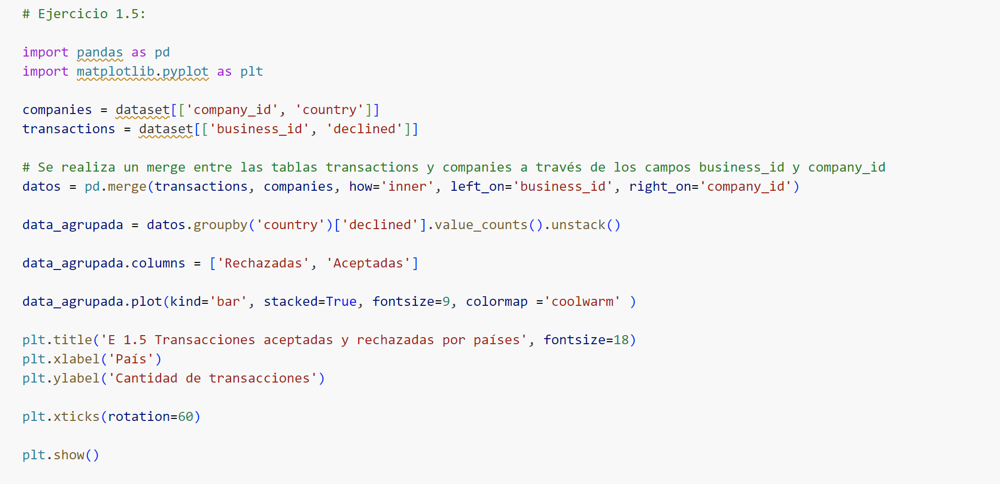 # Ejercicio 1.5:
import pandas as pd
import matplotlib.pyplot as plt
companies = dataset[['company_id', 'country']]
transactions = dataset[['business_id', 'declined']]
# Se realiza un merge entre las tablas transactions y companies a través de los campos business_id y company_id
datos = pd.merge(transactions, companies, how='inner', left_on='business_id', right_on='company_id')
data_agrupada = datos.groupby('country')['declined'].value_counts().unstack()
data_agrupada.columns = ['Rechazadas', 'Aceptadas']
data_agrupada.plot(kind='bar', stacked=True, fontsize=9, colormap ='coolwarm' )
plt.title('E 1.5 Transacciones aceptadas y rechazadas por países', fontsize=18)
plt.xlabel('País')
plt.ylabel('Cantidad de transacciones')
plt.xticks(rotation=60)
plt.show()